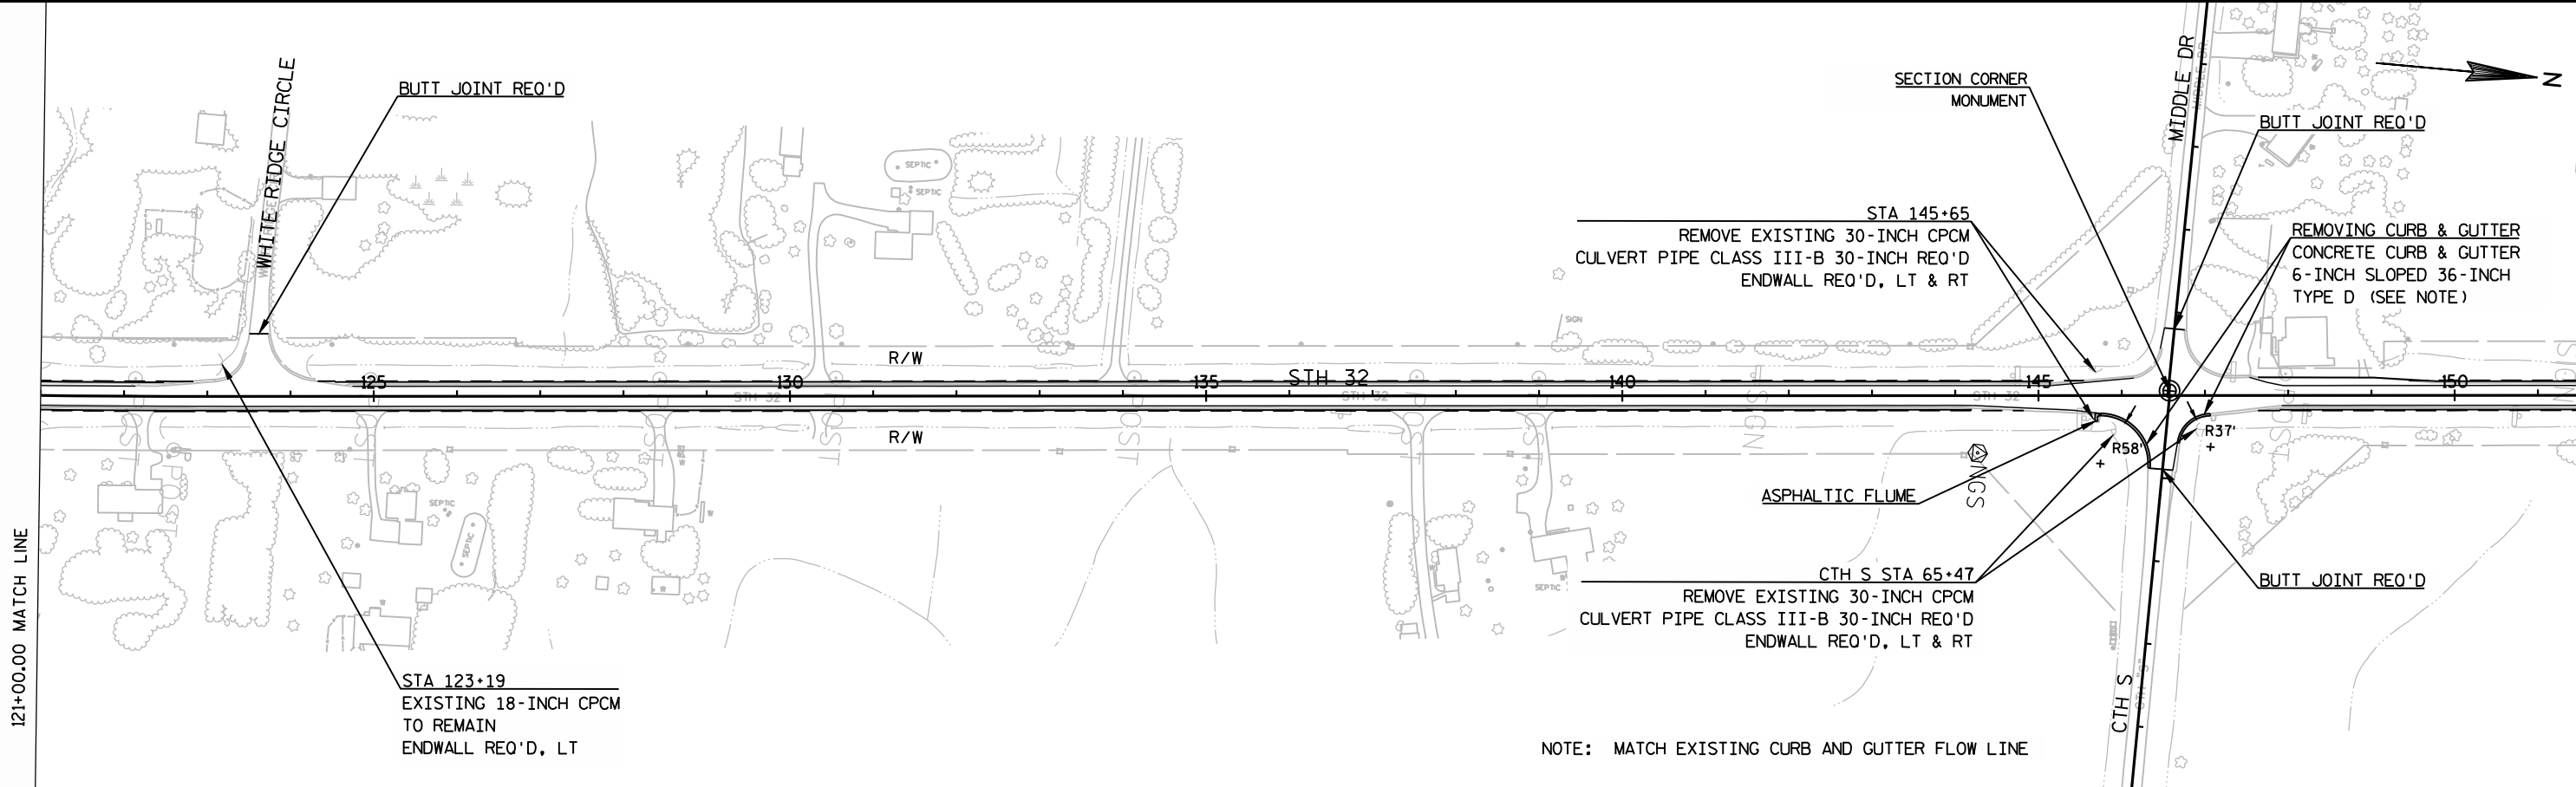 WHITE RIDGE CIRCLE
BUTT JOINT REQ'D
SECTION CORNER
MONUMENT
MIDDLE DR
N
BUTT JOINT REQ'D
STA 145+65
REMOVE EXISTING 30-INCH CPCM
CULVERT PIPE CLASS III-B 30-INCH REQ'D
ENDWALL REQ'D, LT & RT
REMOVING CURB & GUTTER
CONCRETE CURB & GUTTER
6-INCH SLOPED 36-INCH
TYPE D (SEE NOTE)
SEPTIC
SEPTIC
SIGN
R/W
125
130
135
STH 32
140
145
150
STH 32
STH 32
STH 32
R/W
R58'
R37'
SEPTIC
SEPTIC
W
W
W
W
SEPTIC
INGS
ASPHALTIC FLUME
CTH S STA 65+47
REMOVE EXISTING 30-INCH CPCM
CULVERT PIPE CLASS III-B 30-INCH REQ'D
ENDWALL REQ'D, LT & RT
BUTT JOINT REQ'D
CTH S
121+00.00 MATCH LINE
STA 123+19
EXISTING 18-INCH CPCM
TO REMAIN
ENDWALL REQ'D, LT
NOTE: MATCH EXISTING CURB AND GUTTER FLOW LINE